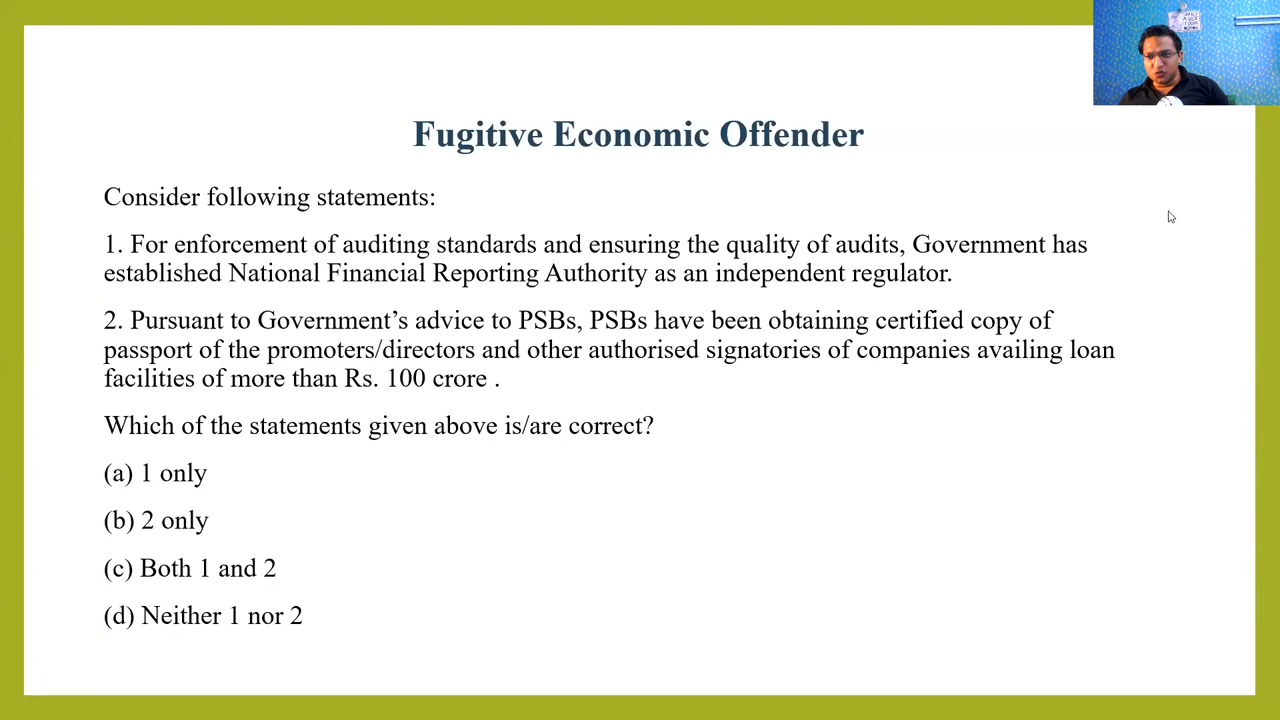 Fugitive Economic Offender
Consider following statements:
1. For enforcement of auditing standards and ensuring the quality of audits, Government has
established National Financial Reporting Authority as an independent regulator.
2. Pursuant to Government’s advice to PSBs, PSBs have been obtaining certified copy of
passport of the promoters/directors and other authorised signatories of companies availing loan
facilities of more than Rs. 100 crore .
Which of the statements given above is/are correct?
(a) 1 only
(b) 2 only
(c) Both 1 and 2
(d) Neither 1 nor 2